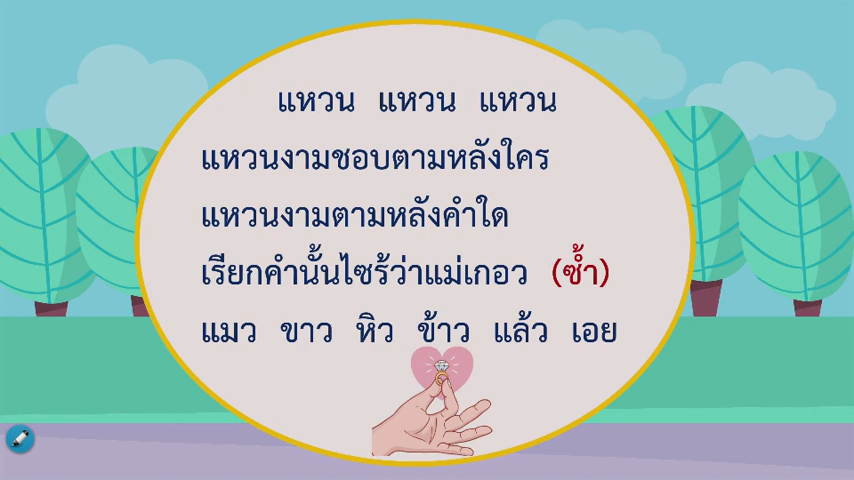 แหวน แหวน แหวน
แหวนงามชอบตามหลังใคร
แหวนงามตามหลังคำใด
เรียกคำนั้นไซร้ว่าแม่เกอว (ซ้ำ)
แมว ขาว หิว ข้าว แล้ว เอย